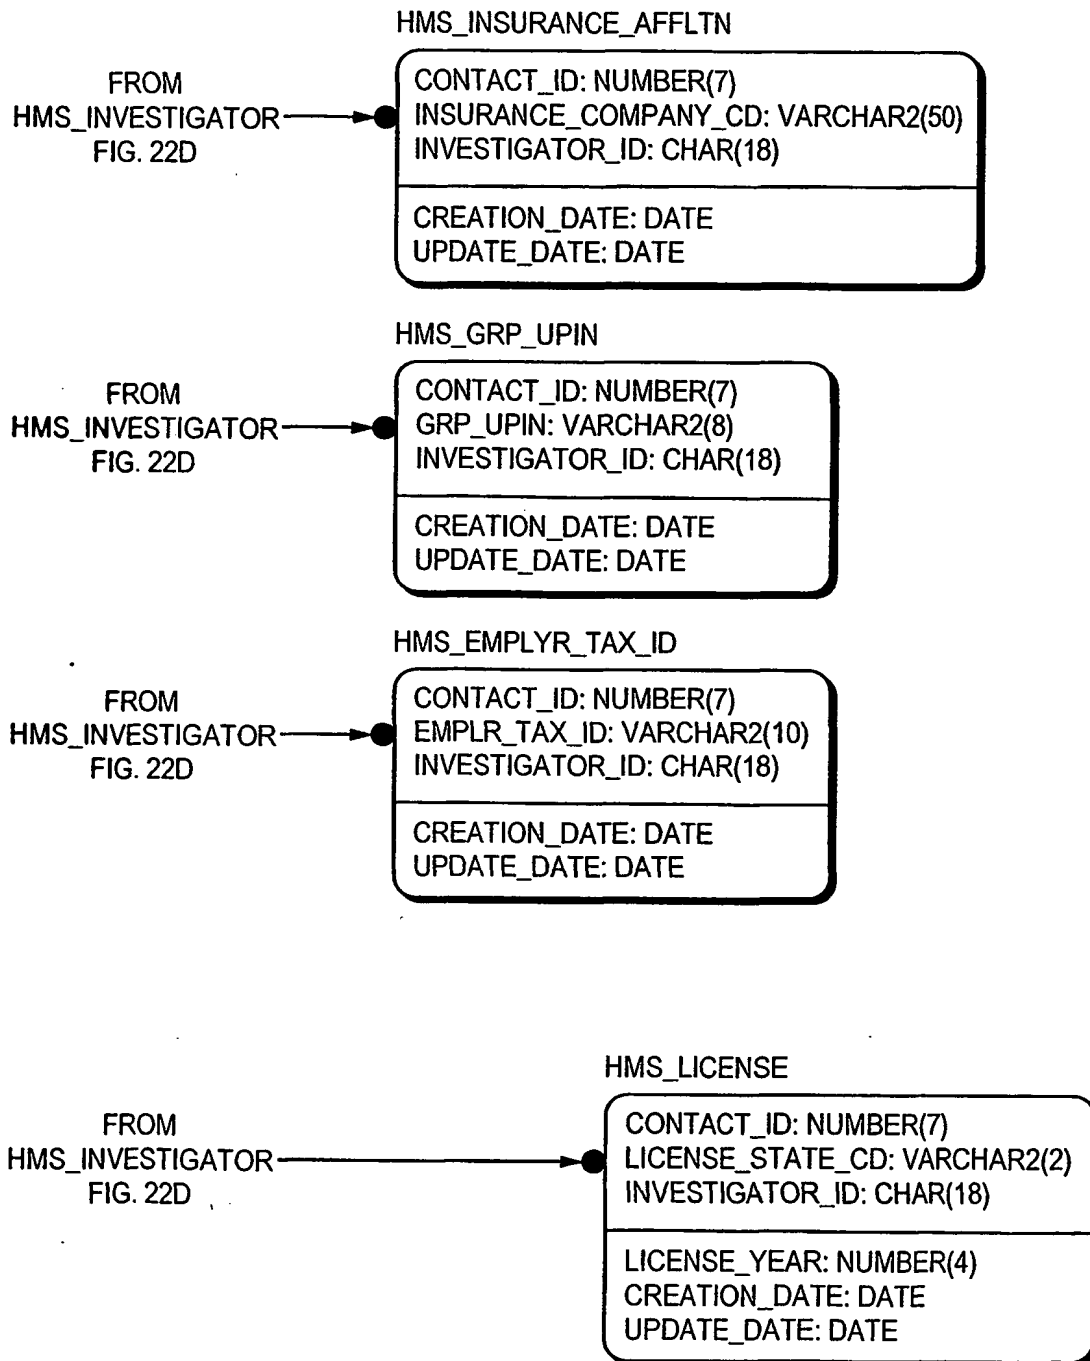 HMS_INSURANCE_AFFLTN
FROM
HMS_INVESTIGATOR
FIG. 22D
CONTACT_ID: NUMBER(7)
INSURANCE_COMPANY_CD: VARCHAR2(50)
INVESTIGATOR_ID: CHAR(18)
CREATION_DATE: DATE
UPDATE_DATE: DATE
HMS_GRP_UPIN
FROM
HMS_INVESTIGATOR
FIG. 22D
CONTACT_ID: NUMBER(7)
GRP_UPIN: VARCHAR2(8)
INVESTIGATOR_ID: CHAR(18)
CREATION_DATE: DATE
UPDATE_DATE: DATE
HMS_EMPLYR_TAX_ID
FROM
HMS_INVESTIGATOR
FIG. 22D
CONTACT_ID: NUMBER(7)
EMPLR_TAX_ID: VARCHAR2(10)
INVESTIGATOR_ID: CHAR(18)
CREATION_DATE: DATE
UPDATE_DATE: DATE
HMS_LICENSE
FROM
HMS_INVESTIGATOR
FIG. 22D
CONTACT_ID: NUMBER(7)
LICENSE_STATE_CD: VARCHAR2(2)
INVESTIGATOR_ID: CHAR(18)
LICENSE_YEAR: NUMBER(4)
CREATION_DATE: DATE
UPDATE_DATE: DATE